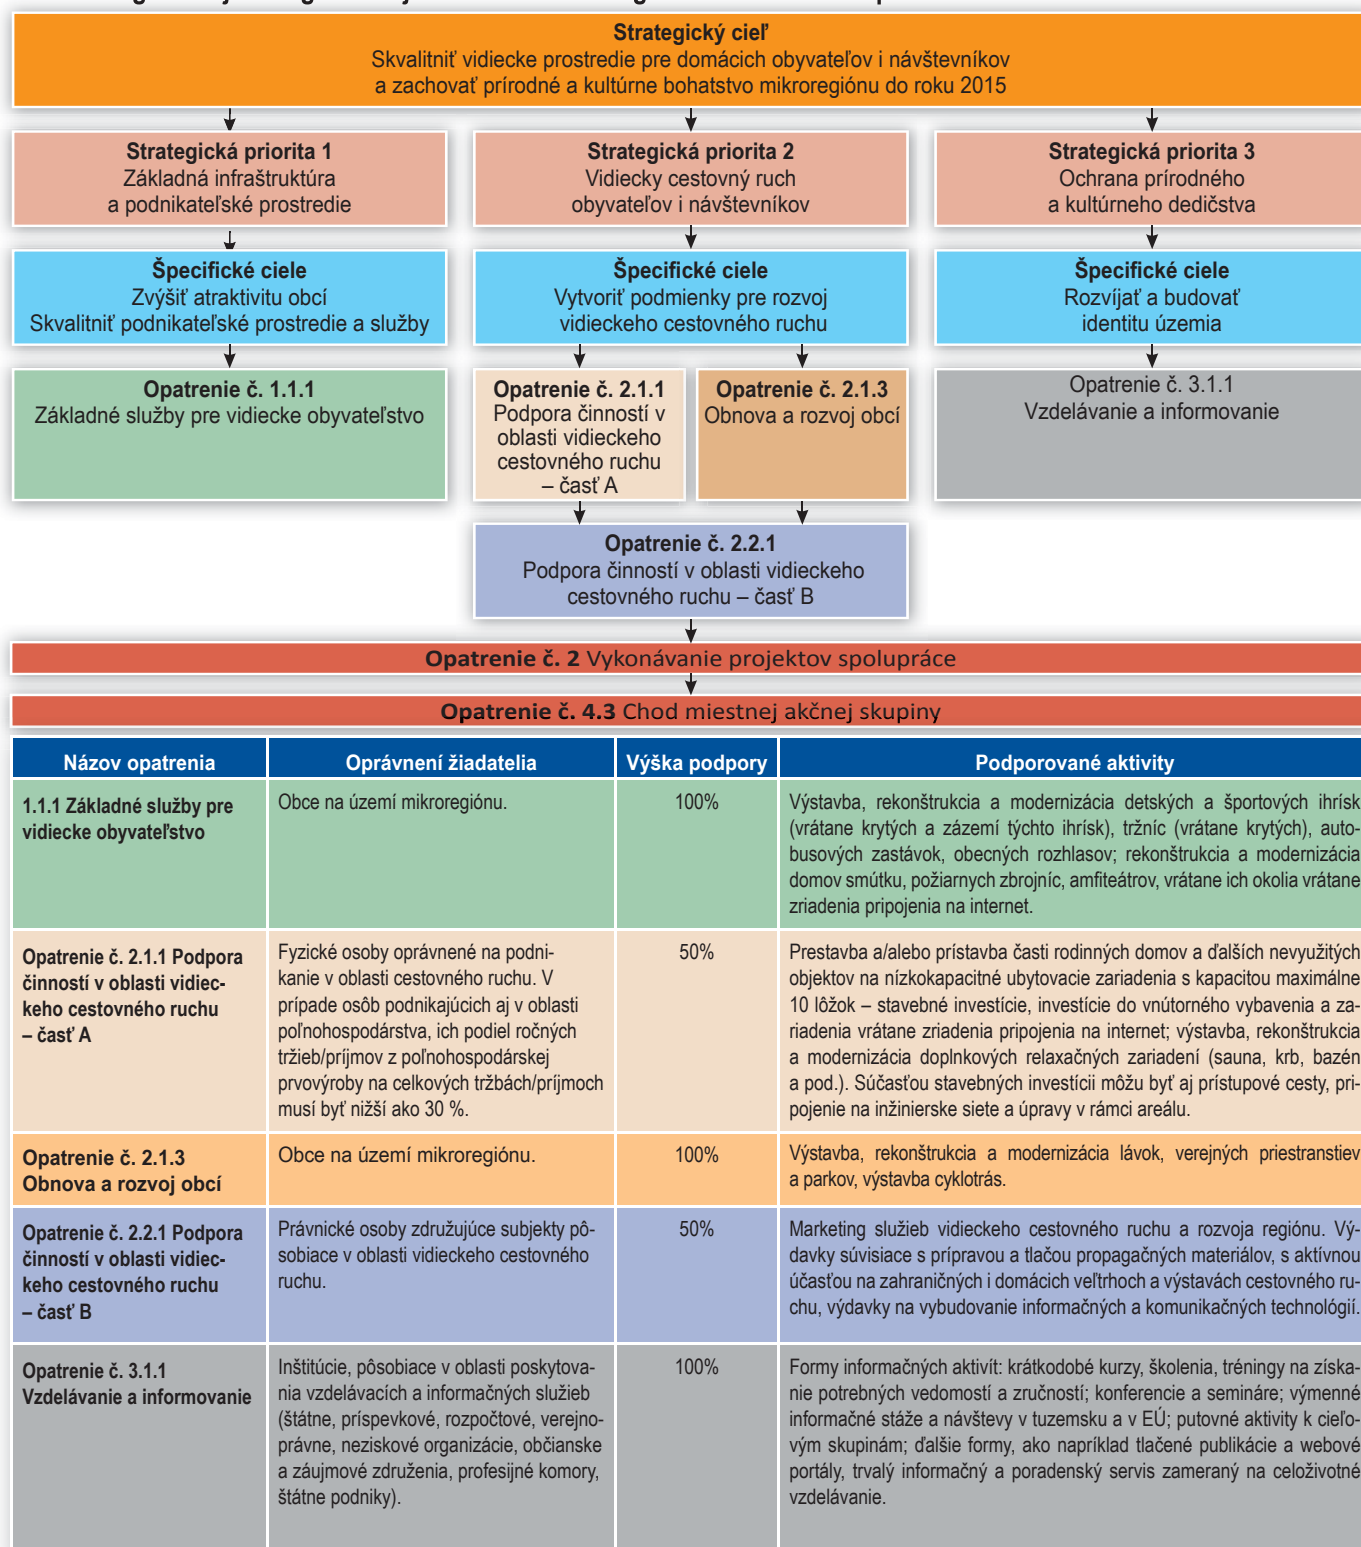 Strategický cieľ
Skvalitniť vidiecke prostredie pre domácich obyvateľov i návštevníkov
a zachovať prírodné a kultúrne bohatstvo mikroregiónu do roku 2015
Strategická priorita 1
Základná infraštruktúra
a podnikateľské prostredie
Strategická priorita 2
Vidiecky cestovný ruch
obyvateľov i návštevníkov
Strategická priorita 3
Ochrana prírodného
a kultúrneho dedičstva
Špecifické ciele
Zvýšiť atraktivitu obcí
Skvalitniť podnikateľské prostredie a služby
Špecifické ciele
Vytvoriť podmienky pre rozvoj
vidieckeho cestovného ruchu
Špecifické ciele
Rozvíjať a budovať
identitu územia
Opatrenie č. 1.1.1
Základné služby pre vidiecke obyvateľstvo
Opatrenie č. 2.1.1
Podpora činností v
oblasti vidieckeho
cestovného ruchu
– časť A
Opatrenie č. 2.1.3
Obnova a rozvoj obcí
Opatrenie č. 3.1.1
Vzdelávanie a informovanie
Opatrenie č. 2.2.1
Podpora činností v oblasti vidieckeho
cestovného ruchu – časť B
Opatrenie č. 2 Vykonávanie projektov spolupráce
Opatrenie č. 4.3 Chod miestnej akčnej skupiny
Názov opatrenia
Oprávnení žiadatelia
Výška podpory
Podporované aktivity
1.1.1 Základné služby pre
vidiecke obyvateľstvo
Obce na území mikroregiónu.
100%
Výstavba, rekonštrukcia a modernizácia detských a športových ihrísk
(vrátane krytých a zázemí týchto ihrísk), tržníc (vrátane krytých), auto-
busových zastávok, obecných rozhlasov; rekonštrukcia a modernizácia
domov smútku, požiarnych zbrojníc, amfiteátrov, vrátane ich okolia vrátane
zriadenia pripojenia na internet.
Opatrenie č. 2.1.1 Podpora
činností v oblasti vidiec-
keho cestovného ruchu
– časť A
Fyzické osoby oprávnené na podni-
kanie v oblasti cestovného ruchu. V
prípade osôb podnikajúcich aj v oblasti
poľnohospodárstva, ich podiel ročných
tržieb/príjmov z poľnohospodárskej
prvovýroby na celkových tržbách/príjmoch
musí byť nižší ako 30 %.
50%
Prestavba a/alebo prístavba časti rodinných domov a ďalších nevyužitých
objektov na nízkokapacitné ubytovacie zariadenia s kapacitou maximálne
10 lôžok – stavebné investície, investície do vnútorného vybavenia a za-
riadenia vrátane zriadenia pripojenia na internet; výstavba, rekonštrukcia
a modernizácia doplnkových relaxačných zariadení (sauna, krb, bazén
a pod.). Súčasťou stavebných investícii môžu byť aj prístupové cesty, pri-
pojenie na inžinierske siete a úpravy v rámci areálu.
Opatrenie č. 2.1.3
Obnova a rozvoj obcí
Obce na území mikroregiónu.
100%
Výstavba, rekonštrukcia a modernizácia lávok, verejných priestranstiev
a parkov, výstavba cyklotrás.
Opatrenie č. 2.2.1 Podpora
činností v oblasti vidiec-
keho cestovného ruchu
– časť B
Právnické osoby združujúce subjekty pô-
sobiace v oblasti vidieckeho cestovného
ruchu.
50%
Marketing služieb vidieckeho cestovného ruchu a rozvoja regiónu. Vý-
davky súvisiace s prípravou a tlačou propagačných materiálov, s aktívnou
účasťou na zahraničných i domácich veľtrhoch a výstavách cestovného ru-
chu, výdavky na vybudovanie informačných a komunikačných technológií.
Opatrenie č. 3.1.1
Vzdelávanie a informovanie
Inštitúcie, pôsobiace v oblasti poskytova-
nia vzdelávacích a informačných služieb
(štátne, príspevkové, rozpočtové, verejno-
právne, neziskové organizácie, občianske
a záujmové združenia, profesijné komory,
štátne podniky).
100%
Formy informačných aktivít: krátkodobé kurzy, školenia, tréningy na získa-
nie potrebných vedomostí a zručností; konferencie a semináre; výmenné
informačné stáže a návštevy v tuzemsku a v EÚ; putovné aktivity k cieľo-
vým skupinám; ďalšie formy, ako napríklad tlačené publikácie a webové
portály, trvalý informačný a poradenský servis zameraný na celoživotné
vzdelávanie.